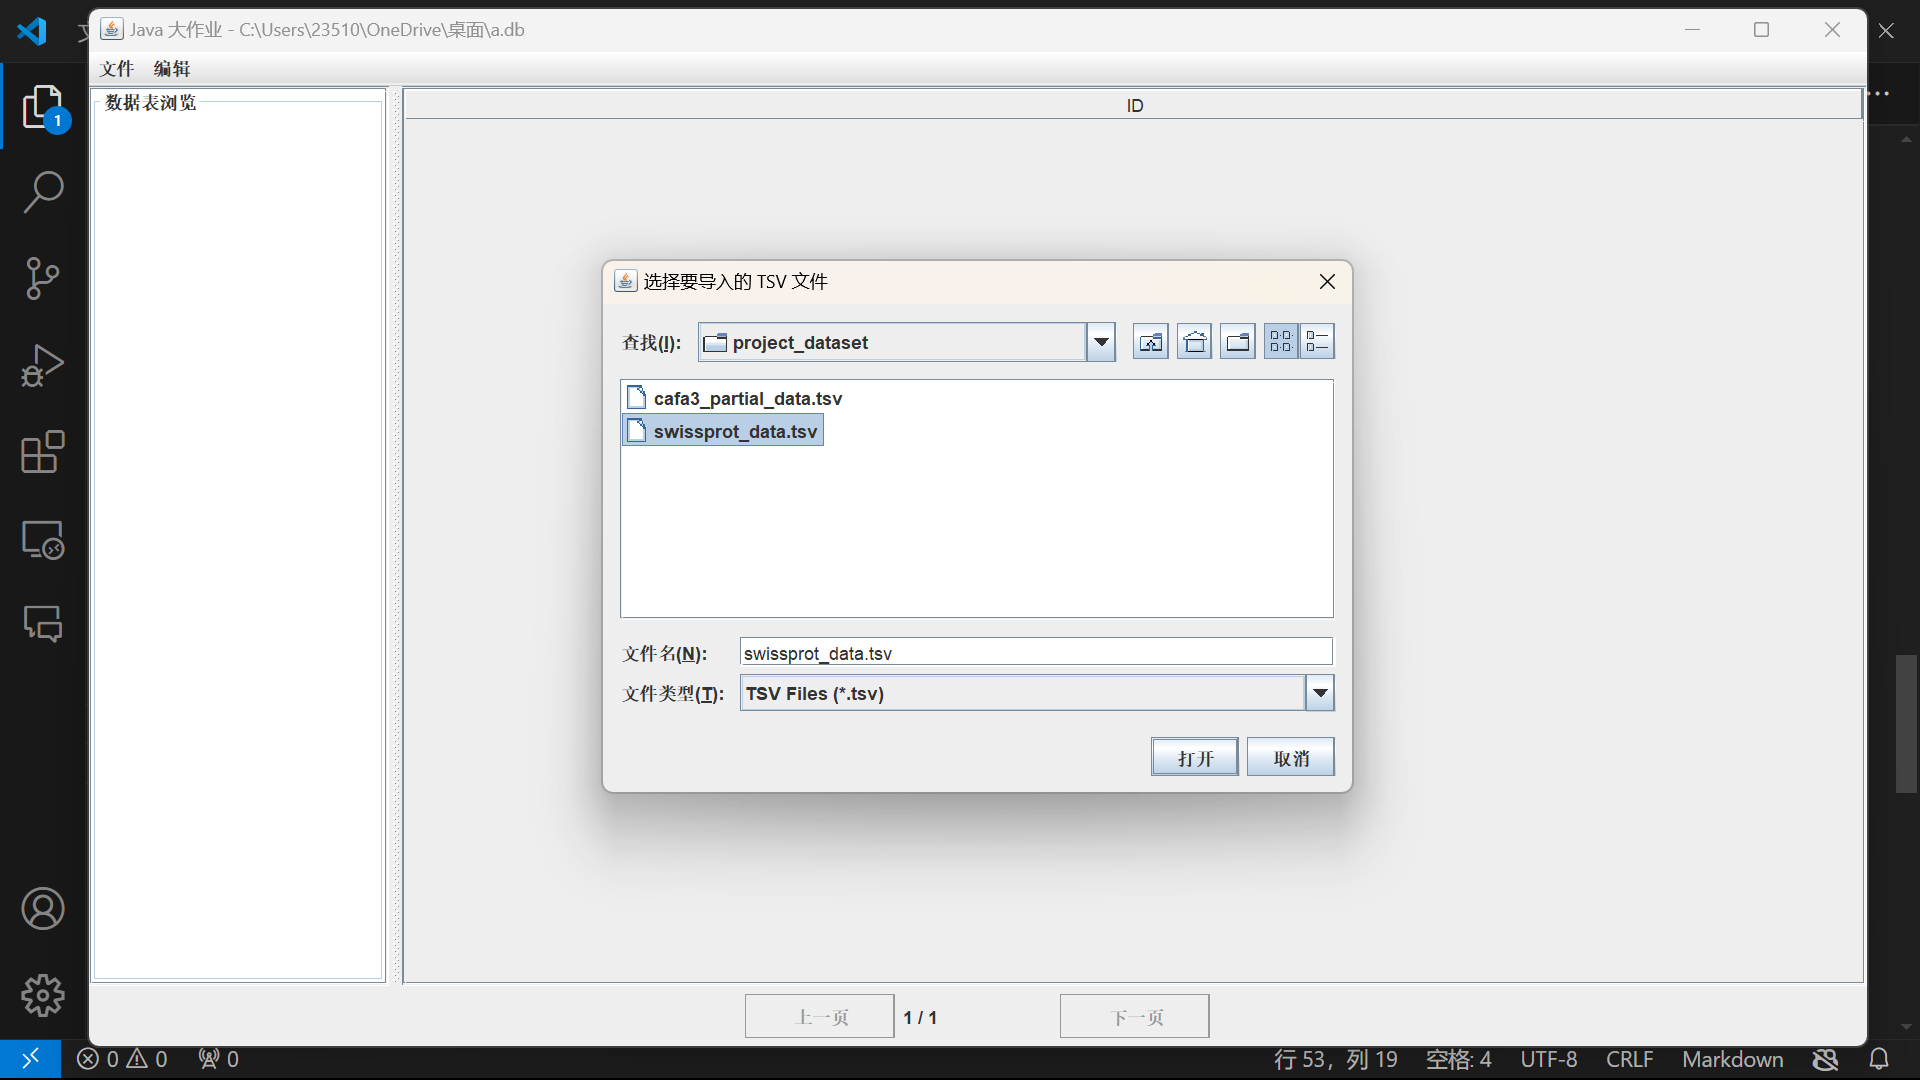 Java 大作业 - C:\Users\23510\OneDrive\桌面\a.db
文件 编辑
数据表浏览
ID
1
选择要导入的 TSV 文件
查找(I): project_dataset
cafa3_partial_data.tsv
swissprot_data.tsv
文件名(N): swissprot_data.tsv
文件类型(T): TSV Files (*.tsv)
打开 取消
上一页 1 / 1 下一页
0 0 0 行 53，列 19 空格: 4 UTF-8 CRLF Markdown